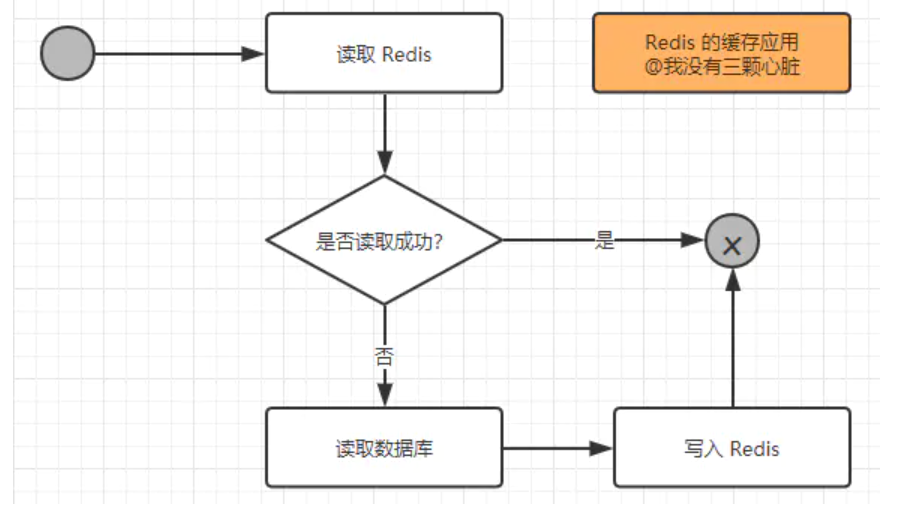 读取 Redis
Redis 的缓存应用
@我没有三颗心脏
是否读取成功？
是
否
读取数据库
写入 Redis